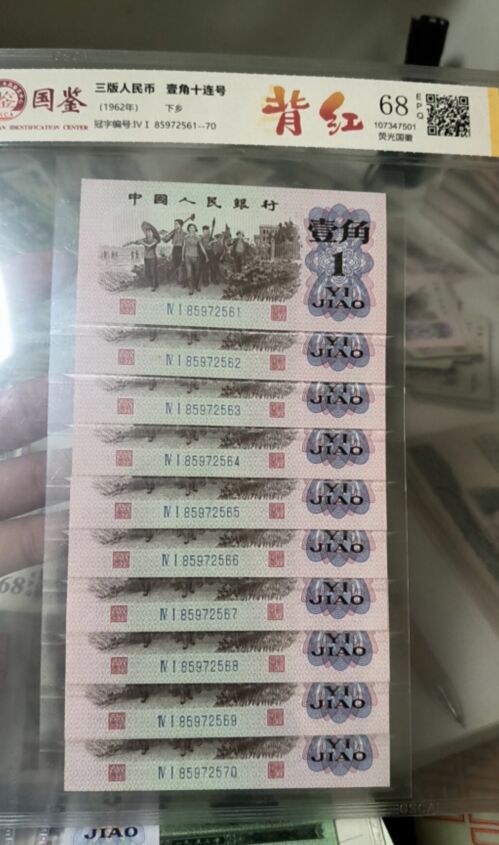 国鉴
AN IDENTIFICATION CENTER
三版人民币 壹角十连号
(1962年) 下乡
冠字编号:IV I 85972561--70
背红
68
EPQ
107347501
荧光国徽
中國人民銀行
壹角
1
YI
JIAO
IV I 85972561
YI
JIAO
IV I 85972562
YI
JIAO
IV I 85972563
YI
JIAO
IV I 85972564
YI
JIAO
IV I 85972565
YI
JIAO
IV I 85972566
YI
JIAO
IV I 85972567
YI
JIAO
IV I 85972568
YI
JIAO
IV I 85972569
YI
JIAO
IV I 85972570
JIAO